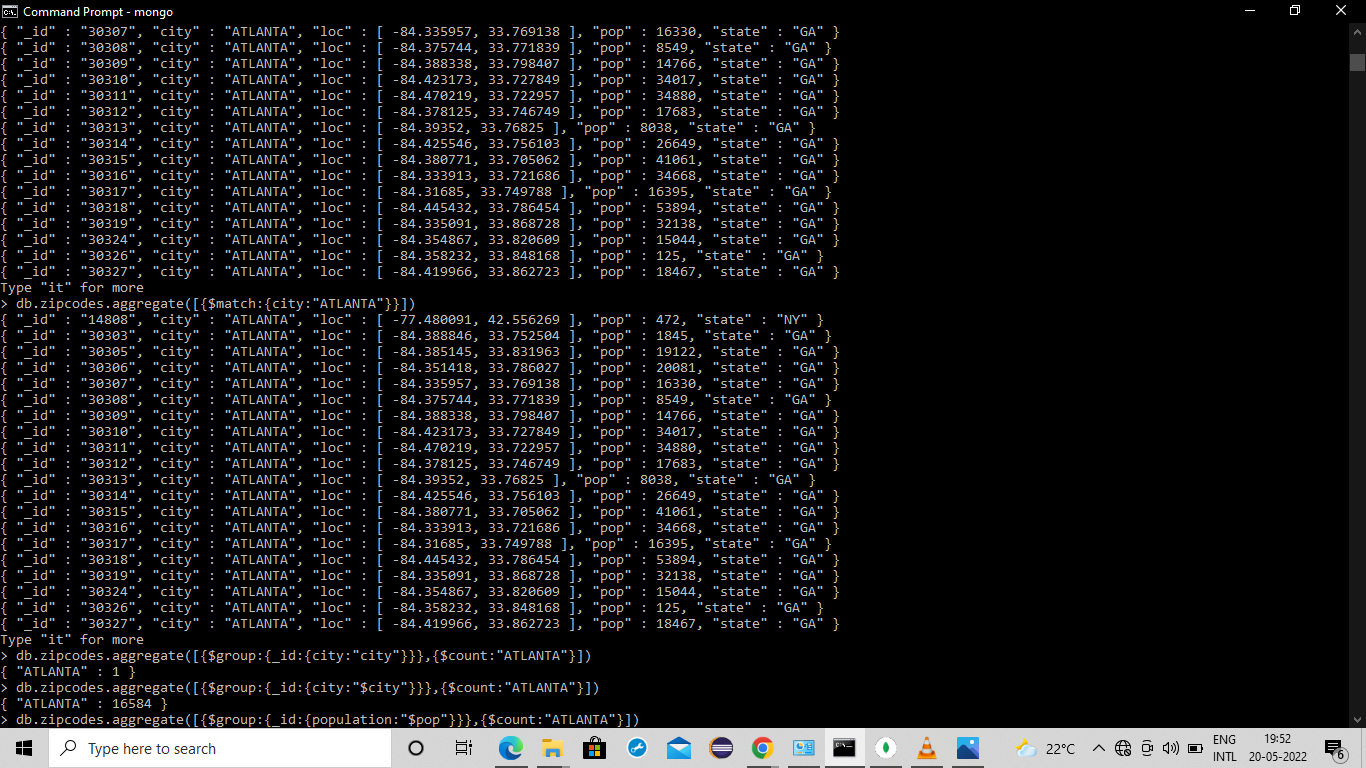 Command Prompt - mongo
{ "_id" : "30307", "city" : "ATLANTA", "loc" : [ -84.335957, 33.769138 ], "pop" : 16330, "state" : "GA" }
{ "_id" : "30308", "city" : "ATLANTA", "loc" : [ -84.375744, 33.771839 ], "pop" : 8549, "state" : "GA" }
{ "_id" : "30309", "city" : "ATLANTA", "loc" : [ -84.388338, 33.798407 ], "pop" : 14766, "state" : "GA" }
{ "_id" : "30310", "city" : "ATLANTA", "loc" : [ -84.423173, 33.727849 ], "pop" : 34017, "state" : "GA" }
{ "_id" : "30311", "city" : "ATLANTA", "loc" : [ -84.470219, 33.722957 ], "pop" : 34880, "state" : "GA" }
{ "_id" : "30312", "city" : "ATLANTA", "loc" : [ -84.378125, 33.746749 ], "pop" : 17683, "state" : "GA" }
{ "_id" : "30313", "city" : "ATLANTA", "loc" : [ -84.39352, 33.76825 ], "pop" : 8038, "state" : "GA" }
{ "_id" : "30314", "city" : "ATLANTA", "loc" : [ -84.425546, 33.756103 ], "pop" : 26649, "state" : "GA" }
{ "_id" : "30315", "city" : "ATLANTA", "loc" : [ -84.380771, 33.705062 ], "pop" : 41061, "state" : "GA" }
{ "_id" : "30316", "city" : "ATLANTA", "loc" : [ -84.333913, 33.721686 ], "pop" : 34668, "state" : "GA" }
{ "_id" : "30317", "city" : "ATLANTA", "loc" : [ -84.31685, 33.749788 ], "pop" : 16395, "state" : "GA" }
{ "_id" : "30318", "city" : "ATLANTA", "loc" : [ -84.445432, 33.786454 ], "pop" : 53894, "state" : "GA" }
{ "_id" : "30319", "city" : "ATLANTA", "loc" : [ -84.335091, 33.868728 ], "pop" : 32138, "state" : "GA" }
{ "_id" : "30324", "city" : "ATLANTA", "loc" : [ -84.354867, 33.820609 ], "pop" : 15044, "state" : "GA" }
{ "_id" : "30326", "city" : "ATLANTA", "loc" : [ -84.358232, 33.848168 ], "pop" : 125, "state" : "GA" }
{ "_id" : "30327", "city" : "ATLANTA", "loc" : [ -84.419966, 33.862723 ], "pop" : 18467, "state" : "GA" }
Type "it" for more
> db.zipcodes.aggregate([{$match:{city:"ATLANTA"}}])
{ "_id" : "14808", "city" : "ATLANTA", "loc" : [ -77.480091, 42.556269 ], "pop" : 472, "state" : "NY" }
{ "_id" : "30303", "city" : "ATLANTA", "loc" : [ -84.388846, 33.752504 ], "pop" : 1845, "state" : "GA" }
{ "_id" : "30305", "city" : "ATLANTA", "loc" : [ -84.385145, 33.831963 ], "pop" : 19122, "state" : "GA" }
{ "_id" : "30306", "city" : "ATLANTA", "loc" : [ -84.351418, 33.786027 ], "pop" : 20081, "state" : "GA" }
{ "_id" : "30307", "city" : "ATLANTA", "loc" : [ -84.335957, 33.769138 ], "pop" : 16330, "state" : "GA" }
{ "_id" : "30308", "city" : "ATLANTA", "loc" : [ -84.375744, 33.771839 ], "pop" : 8549, "state" : "GA" }
{ "_id" : "30309", "city" : "ATLANTA", "loc" : [ -84.388338, 33.798407 ], "pop" : 14766, "state" : "GA" }
{ "_id" : "30310", "city" : "ATLANTA", "loc" : [ -84.423173, 33.727849 ], "pop" : 34017, "state" : "GA" }
{ "_id" : "30311", "city" : "ATLANTA", "loc" : [ -84.470219, 33.722957 ], "pop" : 34880, "state" : "GA" }
{ "_id" : "30312", "city" : "ATLANTA", "loc" : [ -84.378125, 33.746749 ], "pop" : 17683, "state" : "GA" }
{ "_id" : "30313", "city" : "ATLANTA", "loc" : [ -84.39352, 33.76825 ], "pop" : 8038, "state" : "GA" }
{ "_id" : "30314", "city" : "ATLANTA", "loc" : [ -84.425546, 33.756103 ], "pop" : 26649, "state" : "GA" }
{ "_id" : "30315", "city" : "ATLANTA", "loc" : [ -84.380771, 33.705062 ], "pop" : 41061, "state" : "GA" }
{ "_id" : "30316", "city" : "ATLANTA", "loc" : [ -84.333913, 33.721686 ], "pop" : 34668, "state" : "GA" }
{ "_id" : "30317", "city" : "ATLANTA", "loc" : [ -84.31685, 33.749788 ], "pop" : 16395, "state" : "GA" }
{ "_id" : "30318", "city" : "ATLANTA", "loc" : [ -84.445432, 33.786454 ], "pop" : 53894, "state" : "GA" }
{ "_id" : "30319", "city" : "ATLANTA", "loc" : [ -84.335091, 33.868728 ], "pop" : 32138, "state" : "GA" }
{ "_id" : "30324", "city" : "ATLANTA", "loc" : [ -84.354867, 33.820609 ], "pop" : 15044, "state" : "GA" }
{ "_id" : "30326", "city" : "ATLANTA", "loc" : [ -84.358232, 33.848168 ], "pop" : 125, "state" : "GA" }
{ "_id" : "30327", "city" : "ATLANTA", "loc" : [ -84.419966, 33.862723 ], "pop" : 18467, "state" : "GA" }
Type "it" for more
> db.zipcodes.aggregate([{$group:{_id:{city:"city"}}},{$count:"ATLANTA"}])
{ "ATLANTA" : 1 }
> db.zipcodes.aggregate([{$group:{_id:{city:"$city"}}},{$count:"ATLANTA"}])
{ "ATLANTA" : 16584 }
> db.zipcodes.aggregate([{$group:{_id:{population:"$pop"}}},{$count:"ATLANTA"}])
Type here to search
22°C
ENG
INTL
19:52
20-05-2022
6